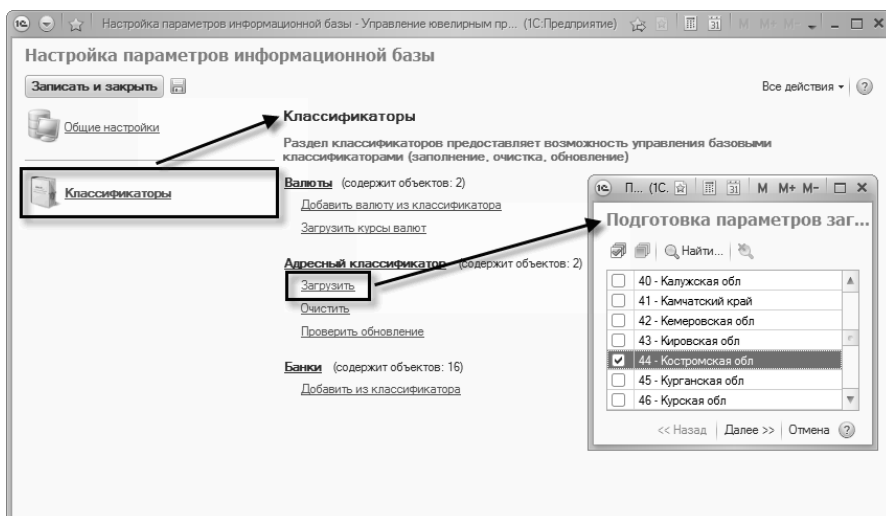 Настройка параметров информационной базы - Управление ювелирным пр... (1С:Предприятие)
M M+ M-
Настройка параметров информационной базы
Записать и закрыть
Все действия
Общие настройки
Классификаторы
Классификаторы
Раздел классификаторов предоставляет возможность управления базовыми
классификаторами (заполнение, очистка, обновление)
Валюты (содержит объектов: 2)
Добавить валюту из классификатора
Загрузить курсы валют
Адресный классификатор (содержит объектов: 2)
Загрузить
Очистить
Проверить обновление
Банки (содержит объектов: 16)
Добавить из классификатора
П... (1С. M M+ M-
Подготовка параметров заг...
Найти...
40 - Калужская обл
41 - Камчатский край
42 - Кемеровская обл
43 - Кировская обл
44 - Костромская обл
45 - Курганская обл
46 - Курская обл
<< Назад Далее >> Отмена ?